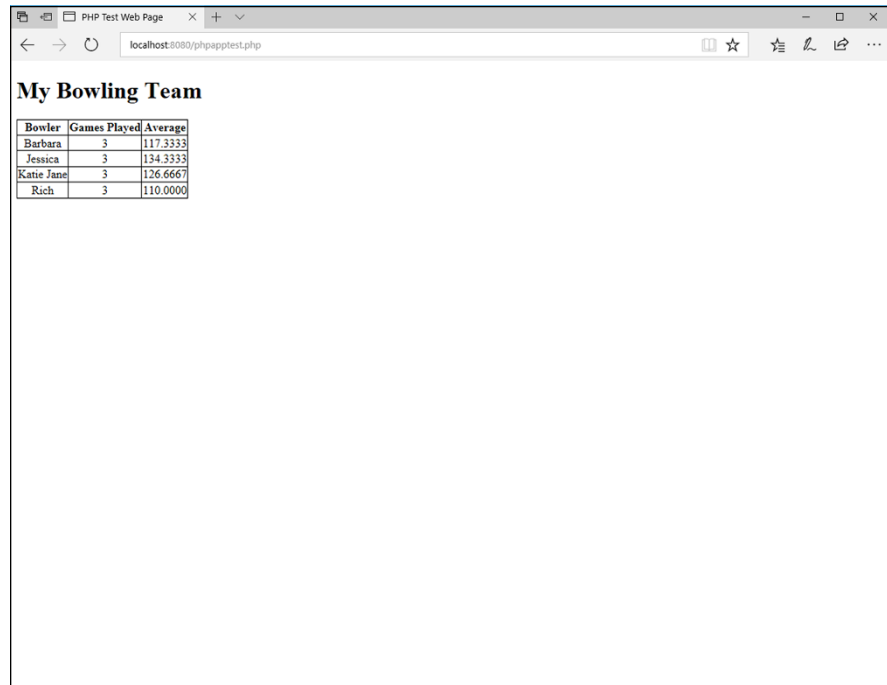 PHP Test Web Page
localhost:8080/phpapptest.php
My Bowling Team
Bowler Games Played Average
Barbara 3 117.3333
Jessica 3 134.3333
Katie Jane 3 126.6667
Rich 3 110.0000